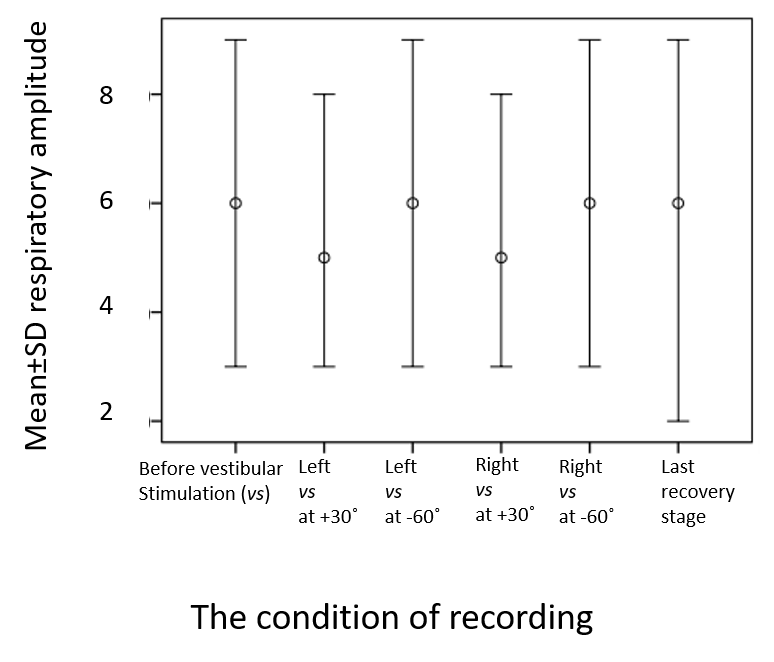 Mean±SD respiratory amplitude
8
6
4
2
Before vestibular
Stimulation (vs)
Left
vs
at +30˚
Left
vs
at -60˚
Right
vs
at +30˚
Right
vs
at -60˚
Last
recovery
stage
The condition of recording